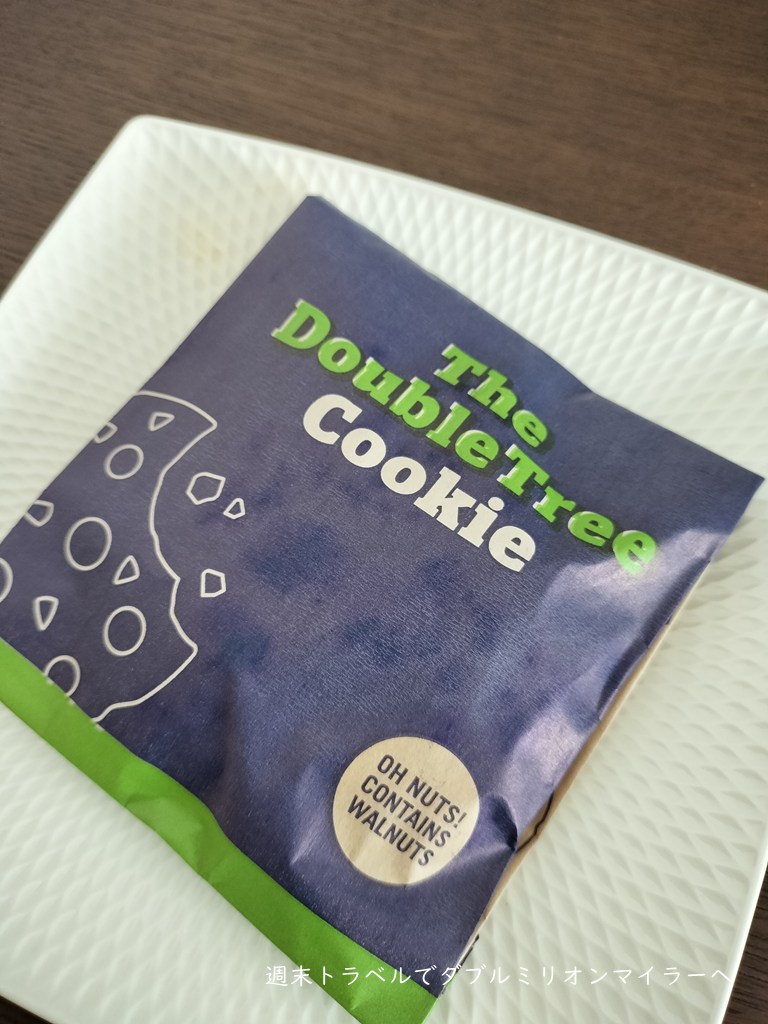 The
DoubleTree
Cookie
OH NUTS!
CONTAINS
WALNUTS
週末トラベルでダブルミリオンマイラーへ